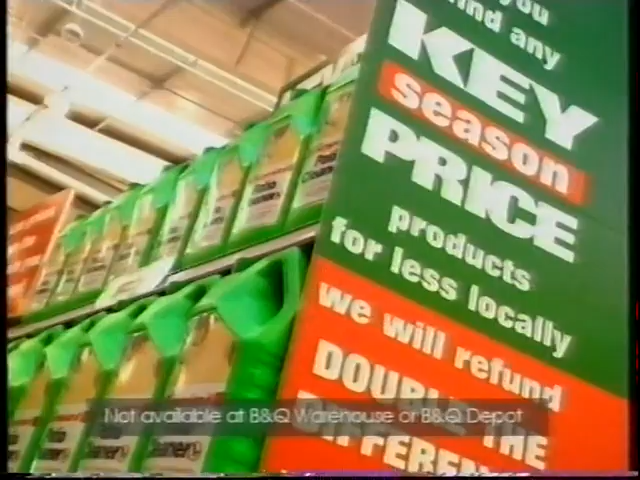 you
find any
KEY
season
PRICE
products
for less locally
we will refund
DOUBLE THE
DIFFERENCE
Not available at B&Q Warehouse or B&Q Depot